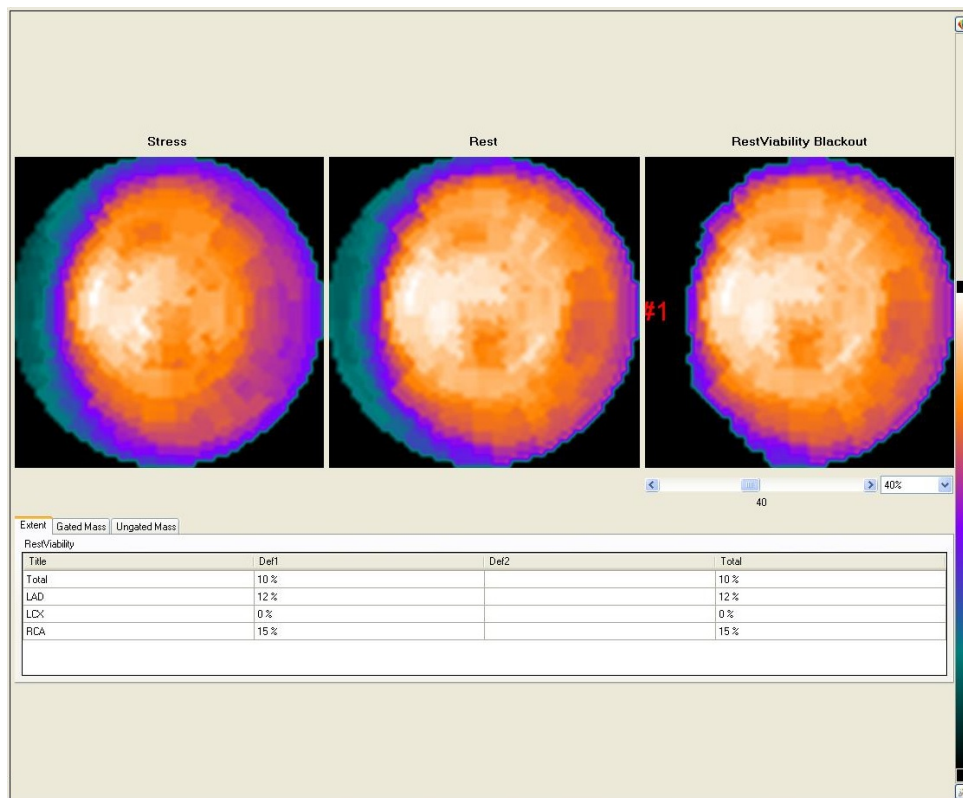 Stress Rest RestViability Blackout
#1
40%
40
Extent Gated Mass Ungated Mass
RestViability
Title Def1 Def2 Total
Total 10 % 10 %
LAD 12 % 12 %
LCX 0 % 0 %
RCA 15 % 15 %